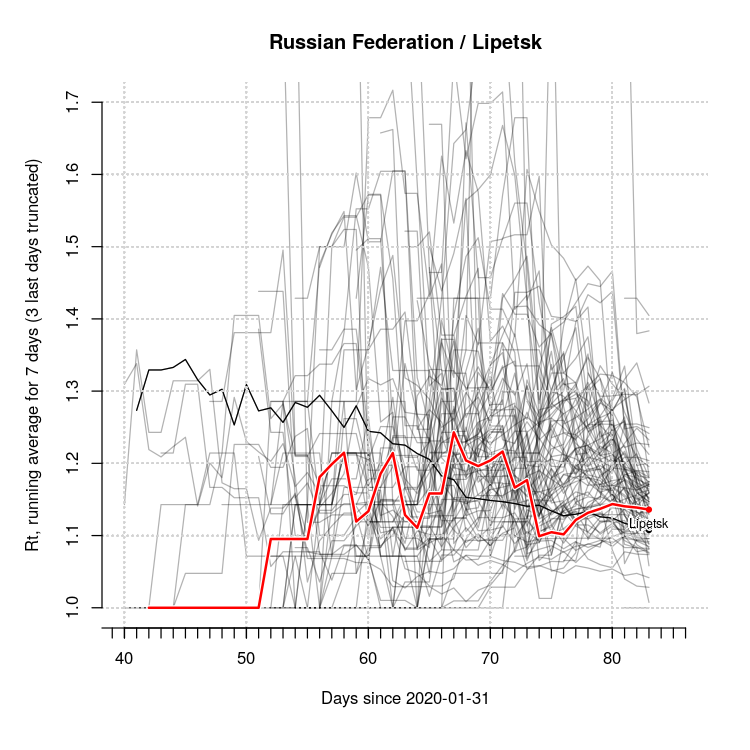 Russian Federation / Lipetsk
Rt, running average for 7 days (3 last days truncated)
1.7
1.6
1.5
1.4
1.3
1.2
1.1
1.0
Lipetsk
40 50 60 70 80
Days since 2020-01-31